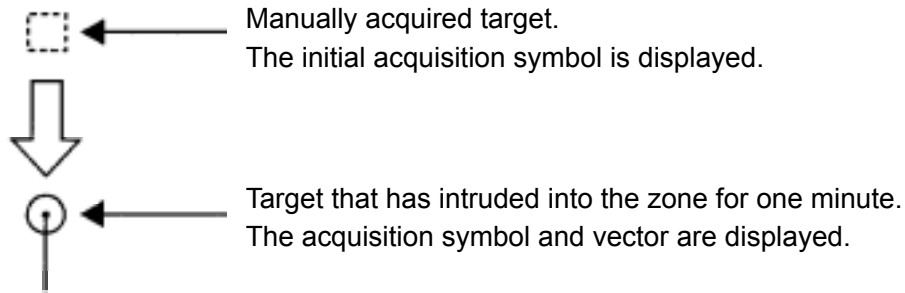 Manually acquired target.
The initial acquisition symbol is displayed.
Target that has intruded into the zone for one minute.
The acquisition symbol and vector are displayed.